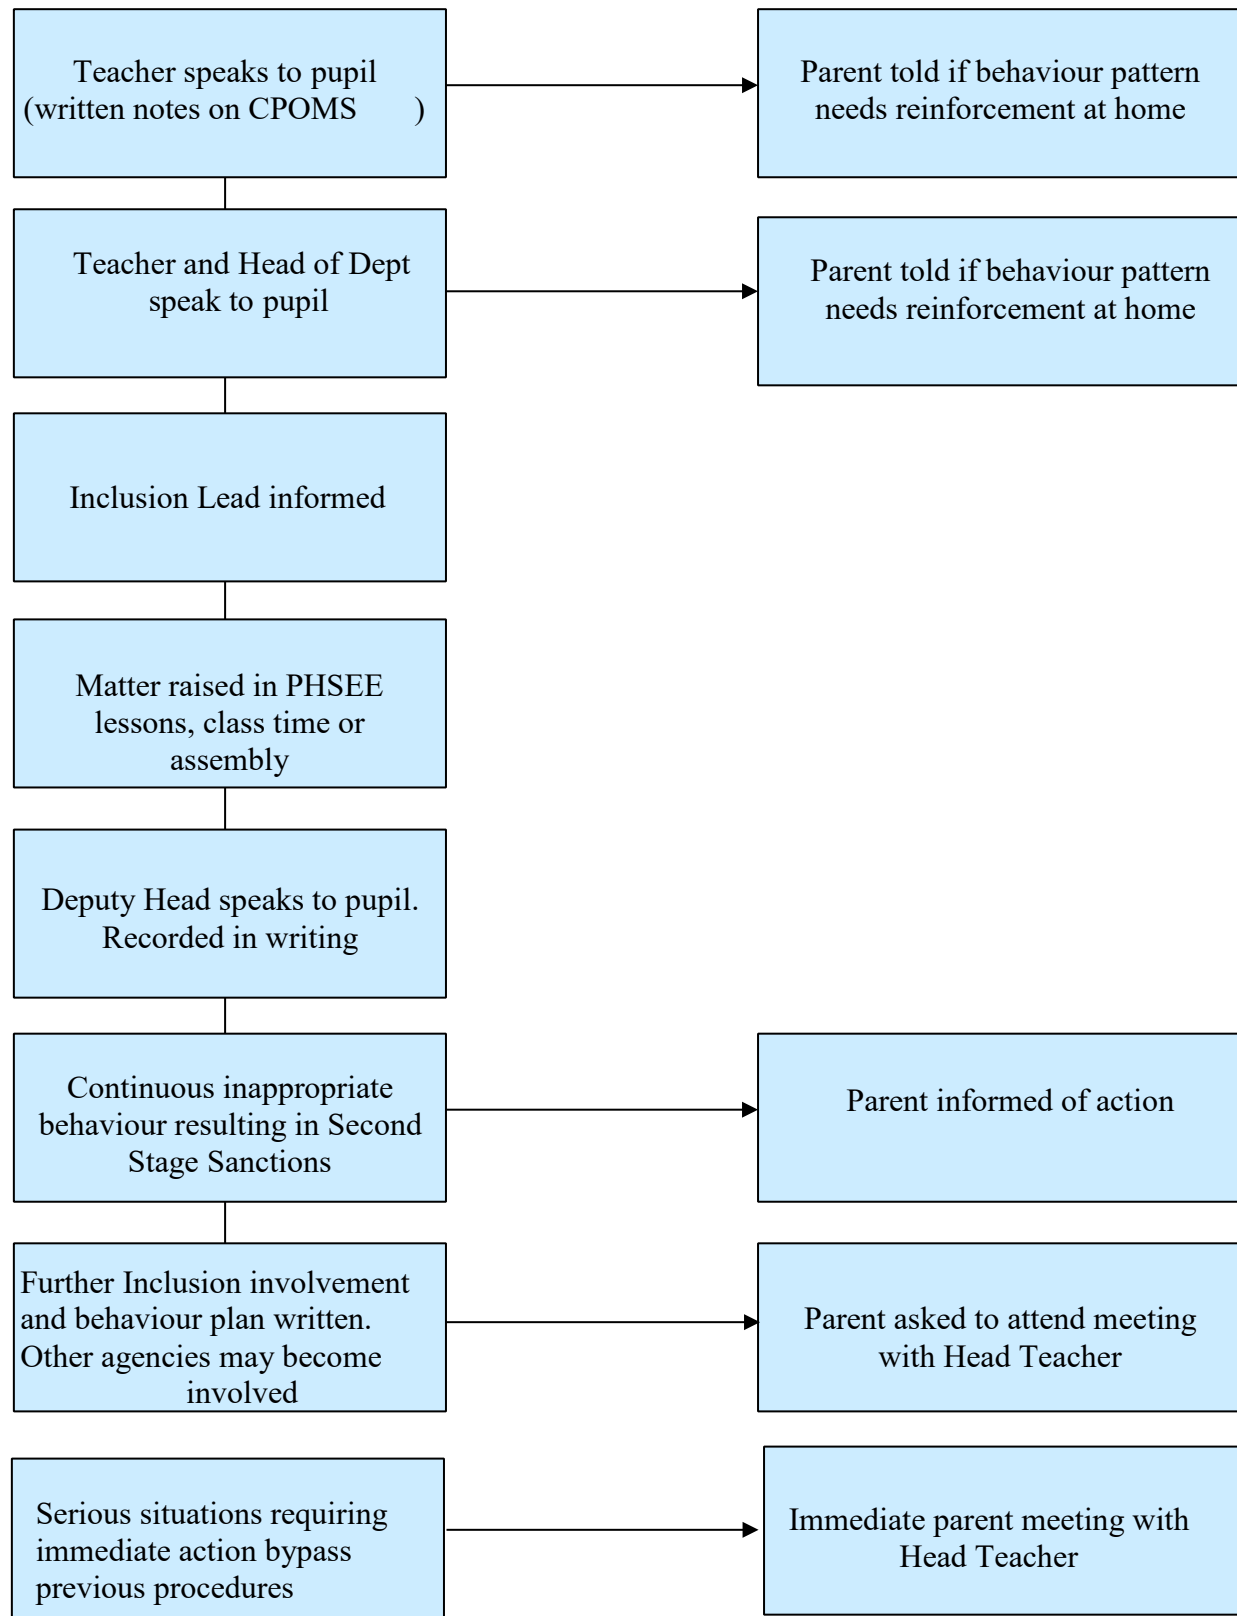 Teacher speaks to pupil
(written notes on CPOMS )
Parent told if behaviour pattern
needs reinforcement at home
Teacher and Head of Dept
speak to pupil
Parent told if behaviour pattern
needs reinforcement at home
Inclusion Lead informed
Matter raised in PHSEE
lessons, class time or
assembly
Deputy Head speaks to pupil.
Recorded in writing
Continuous inappropriate
behaviour resulting in Second
Stage Sanctions
Parent informed of action
Further Inclusion involvement
and behaviour plan written.
Other agencies may become
involved
Parent asked to attend meeting
with Head Teacher
Serious situations requiring
immediate action bypass
previous procedures
Immediate parent meeting with
Head Teacher